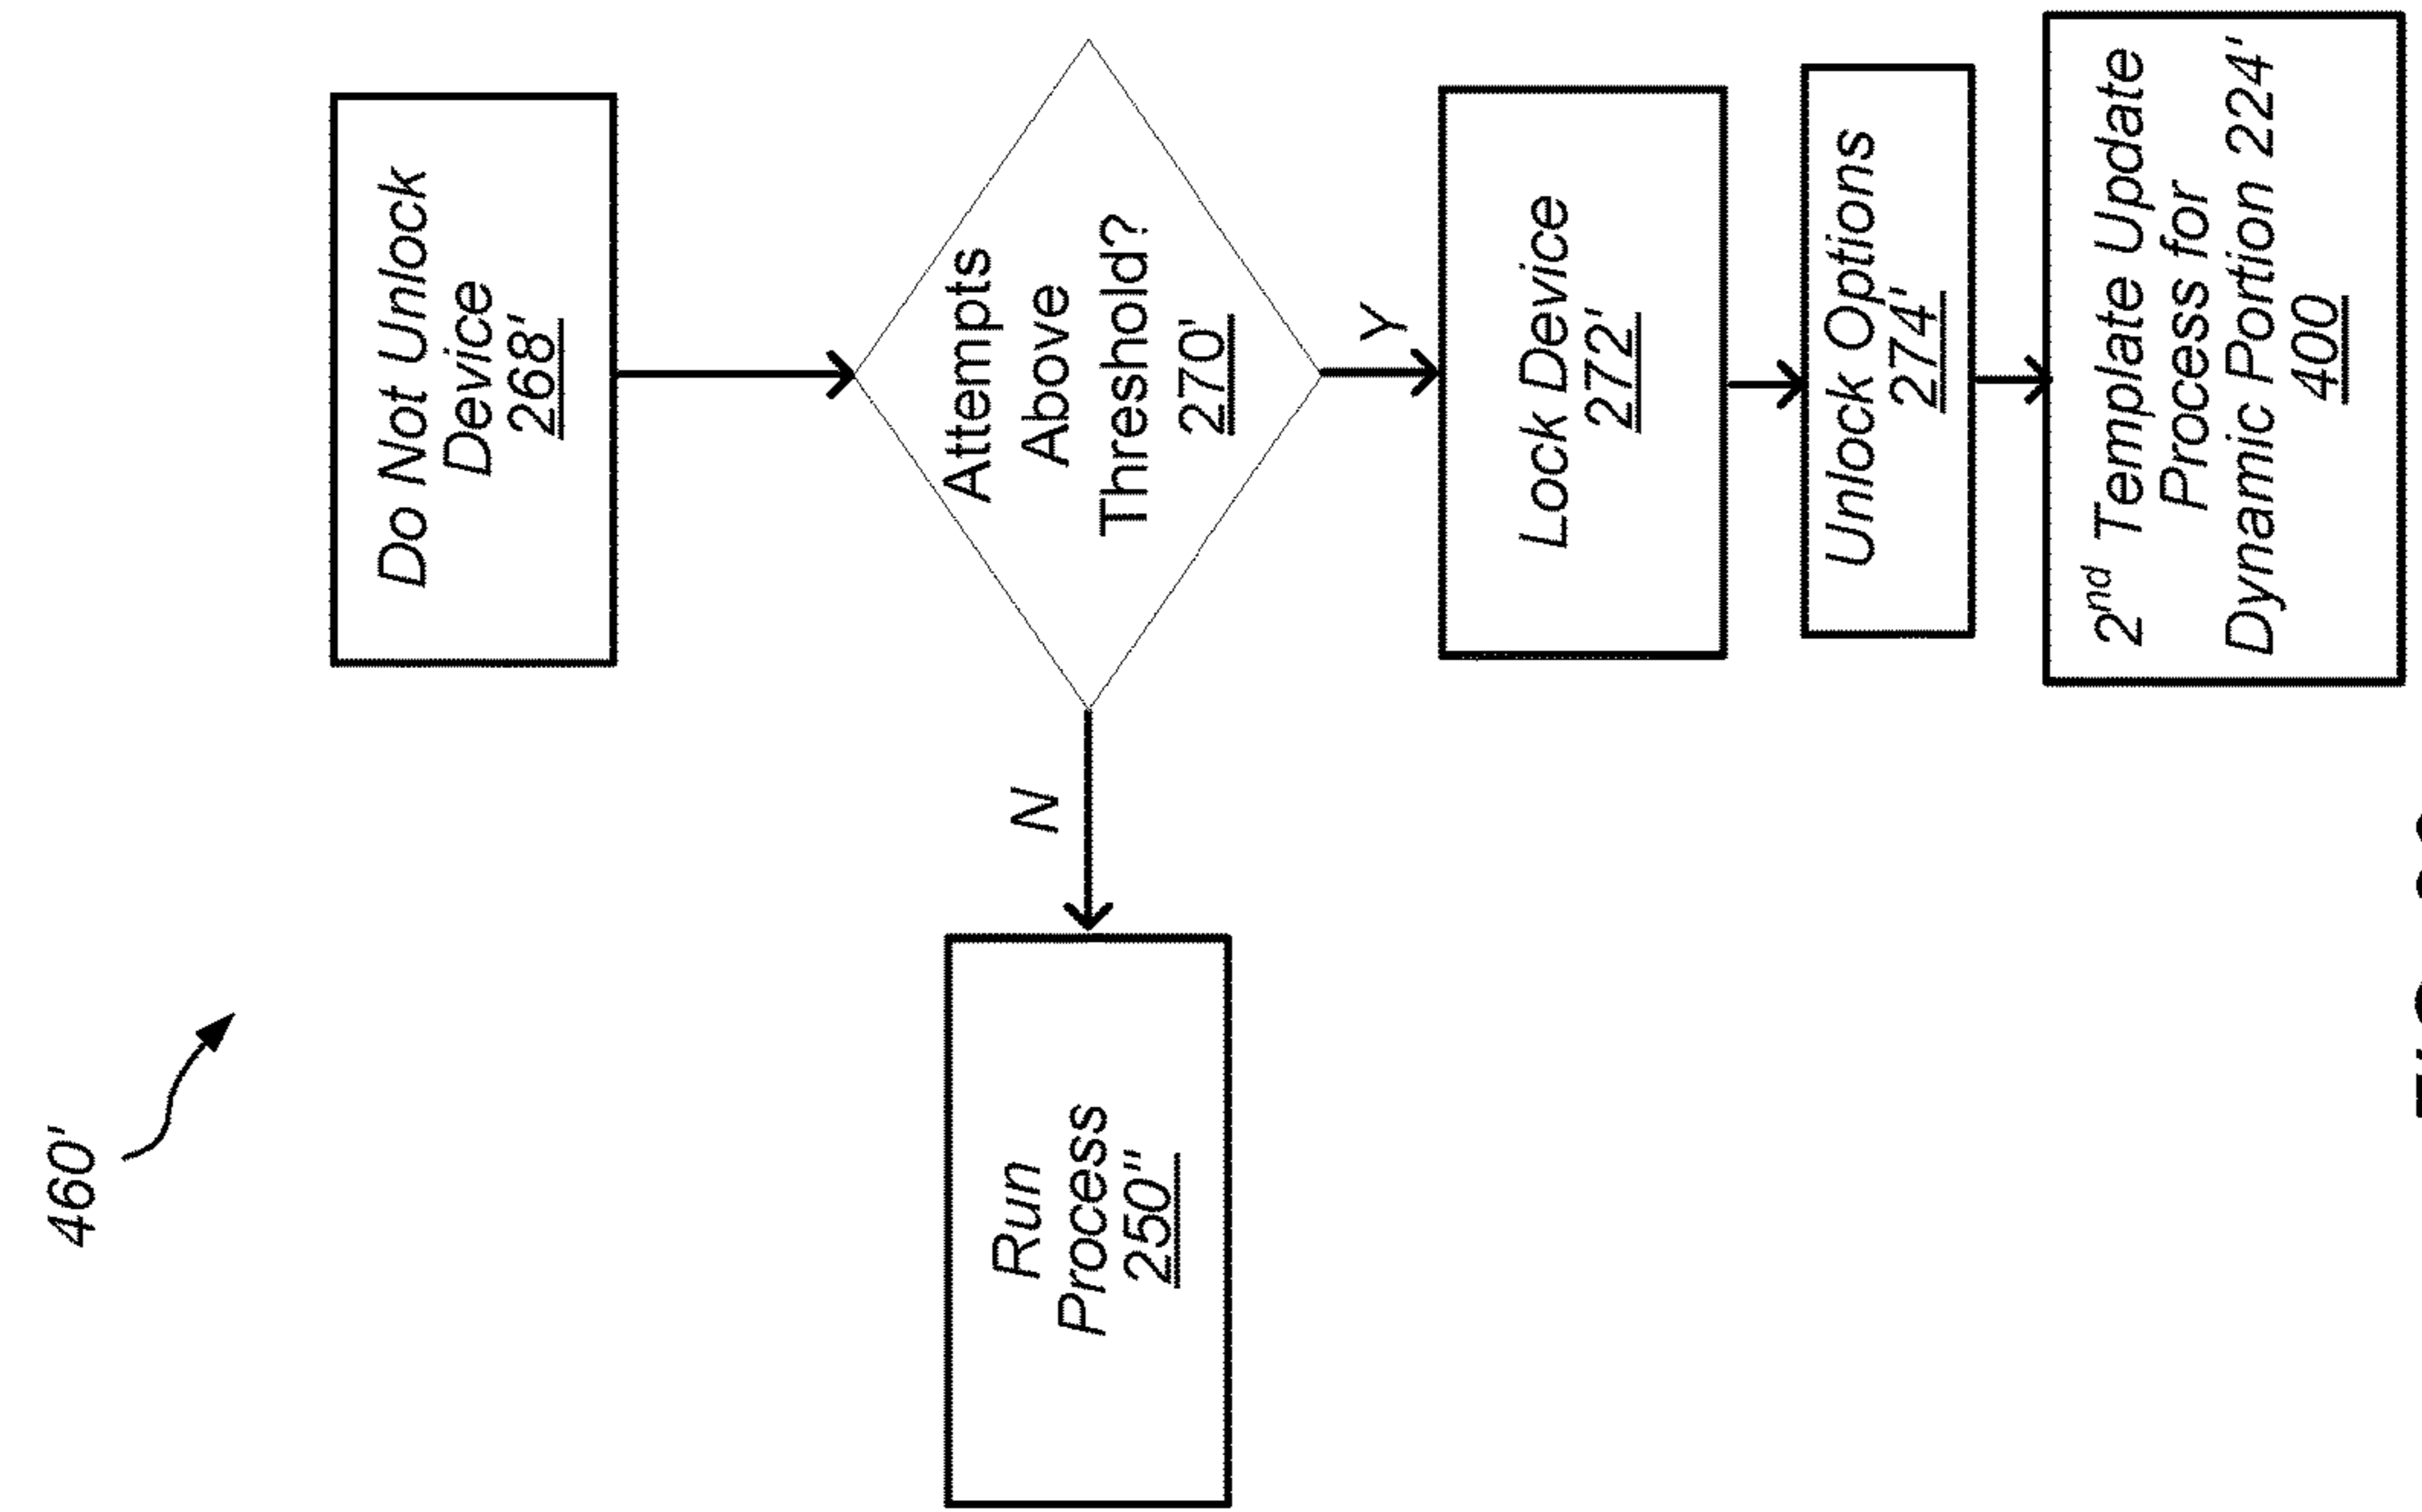 460'
Do Not Unlock
Device
268'
Attempts
Above
Threshold?
270'
N
Y
Run
Process
250"
Lock Device
272'
Unlock Options
274'
2nd Template Update
Process for
Dynamic Portion 224'
400